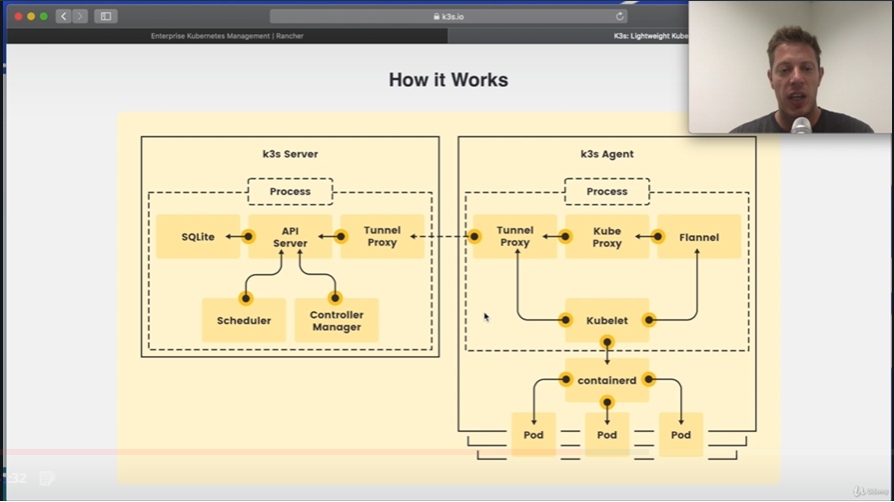 k3s.io
Enterprise Kubernetes Management | Rancher
K3s: Lightweight Kube
How it Works
k3s Server
k3s Agent
Process
Process
SQLite
API
Server
Tunnel
Proxy
Tunnel
Proxy
Kube
Proxy
Flannel
Scheduler
Controller
Manager
Kubelet
containerd
Pod
Pod
Pod
Udemy